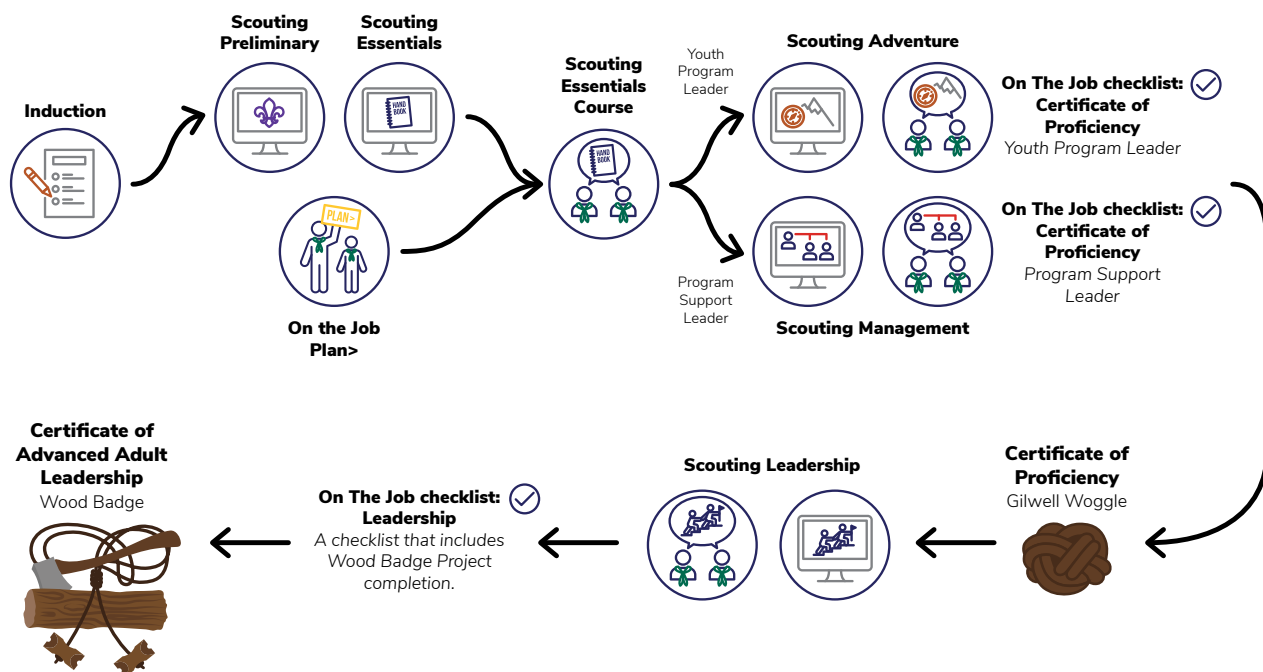 Induction
Scouting
Preliminary
Scouting
Essentials
HAND
BOOK
PLAN>
On the Job
Plan>
Scouting
Essentials
Course
HAND
BOOK
Youth
Program
Leader
Scouting Adventure
On The Job checklist:
Certificate of
Proficiency
Youth Program Leader
Program
Support
Leader
Scouting Management
On The Job checklist:
Certificate of
Proficiency
Program Support
Leader
Certificate of
Proficiency
Gilwell Woggle
Scouting Leadership
On The Job checklist:
Leadership
A checklist that includes
Wood Badge Project
completion.
Certificate of
Advanced Adult
Leadership
Wood Badge